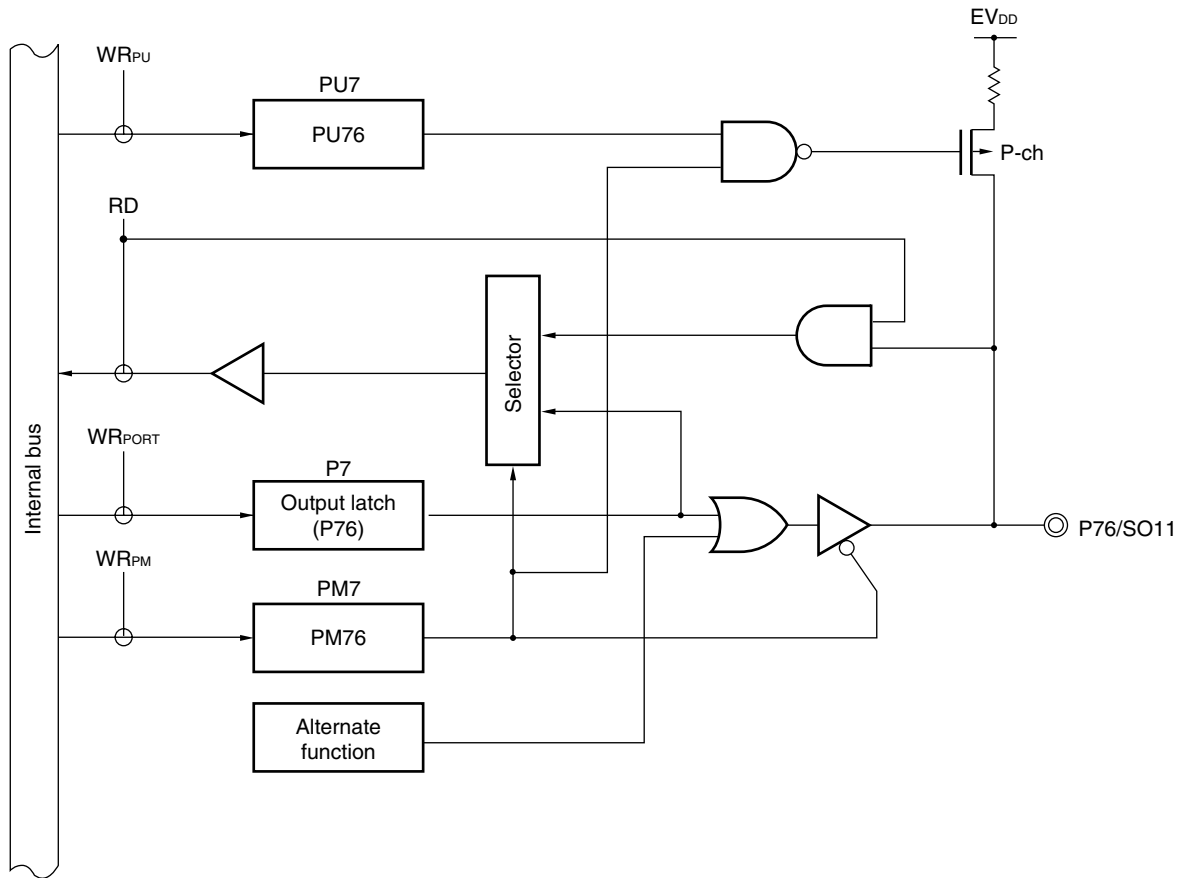 EVDD
WRPU
PU7
PU76
P-ch
RD
Selector
Internal bus
WRPORT
P7
Output latch
(P76)
P76/SO11
WRPM
PM7
PM76
Alternate
function